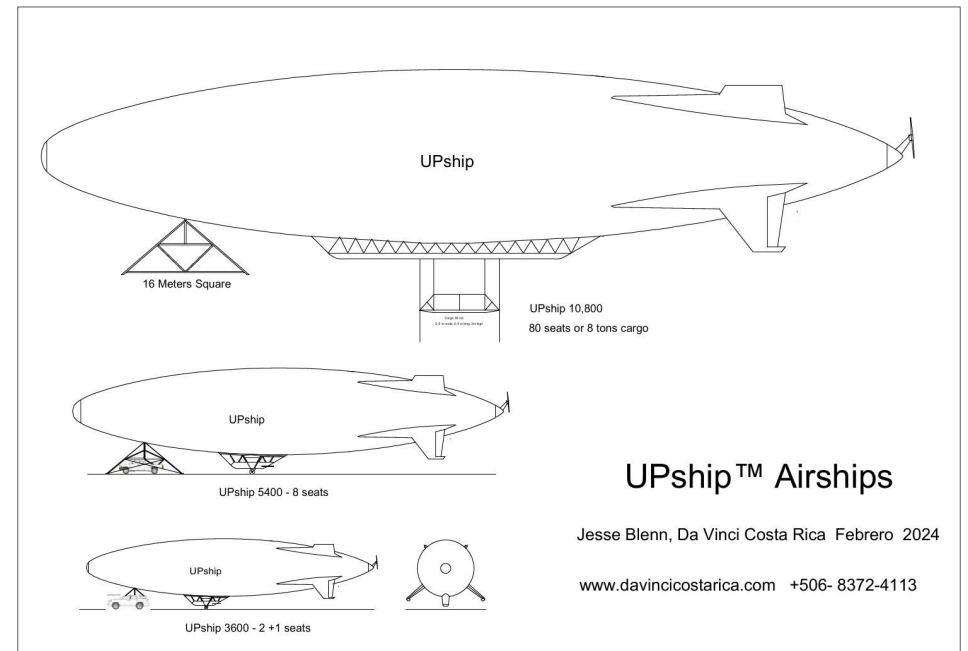 UPship
16 Meters Square
UPship 10,800
80 seats or 8 tons cargo
UPship
UPship 5400 - 8 seats
UPship™ Airships
Jesse Blenn, Da Vinci Costa Rica Febrero 2024
www.davincicostarica.com +506- 8372-4113
UPship
UPship 3600 - 2 +1 seats